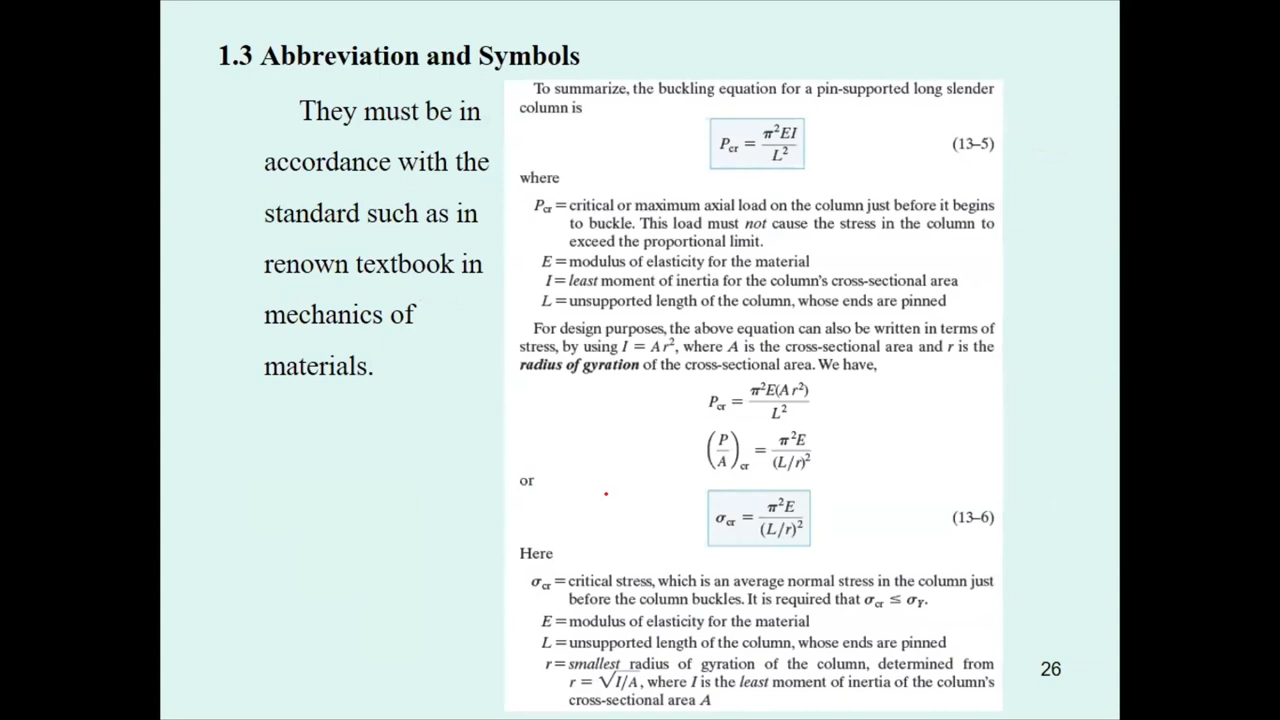 1.3 Abbreviation and Symbols
They must be in
accordance with the
standard such as in
renown textbook in
mechanics of
materials.
To summarize, the buckling equation for a pin-supported long slender
column is
P_cr = π²EI / L² (13–5)
where
P_cr = critical or maximum axial load on the column just before it begins
to buckle. This load must not cause the stress in the column to
exceed the proportional limit.
E = modulus of elasticity for the material
I = least moment of inertia for the column's cross-sectional area
L = unsupported length of the column, whose ends are pinned
For design purposes, the above equation can also be written in terms of
stress, by using I = Ar², where A is the cross-sectional area and r is the
radius of gyration of the cross-sectional area. We have,
P_cr = π²E(Ar²) / L²
(P/A)_cr = π²E / (L/r)²
or
σ_cr = π²E / (L/r)² (13–6)
Here
σ_cr = critical stress, which is an average normal stress in the column just
before the column buckles. It is required that σ_cr ≤ σ_Y.
E = modulus of elasticity for the material
L = unsupported length of the column, whose ends are pinned
r = smallest radius of gyration of the column, determined from
r = √I/A, where I is the least moment of inertia of the column's
cross-sectional area A
26